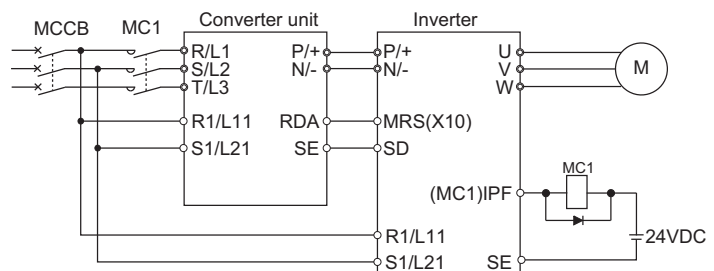 Converter unit
Inverter
MCCB MC1
R/L1 P/+ P/+ U
S/L2 N/- N/- V M
T/L3 W
R1/L11 RDA MRS(X10)
S1/L21 SE SD
MC1
(MC1)IPF
R1/L11 24VDC
S1/L21 SE